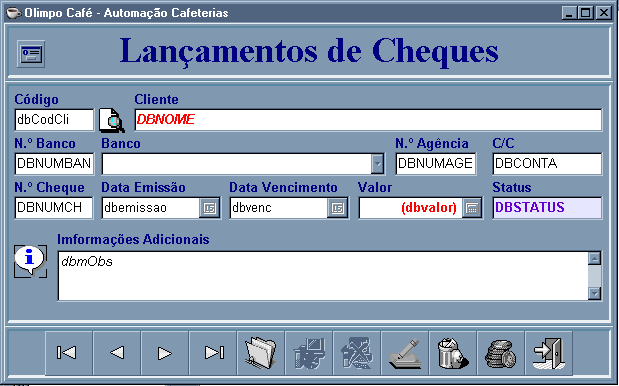 Olimpo Café - Automação Cafeterias
Lançamentos de Cheques
Código Cliente
dbCodCli DBNOME
N.º Banco Banco N.º Agência C/C
DBNUMBAN DBNUMAGE DBCONTA
N.º Cheque Data Emissão Data Vencimento Valor Status
DBNUMCH dbemissao dbvenc (dbvalor) DBSTATUS
Imformações Adicionais
dbmObs